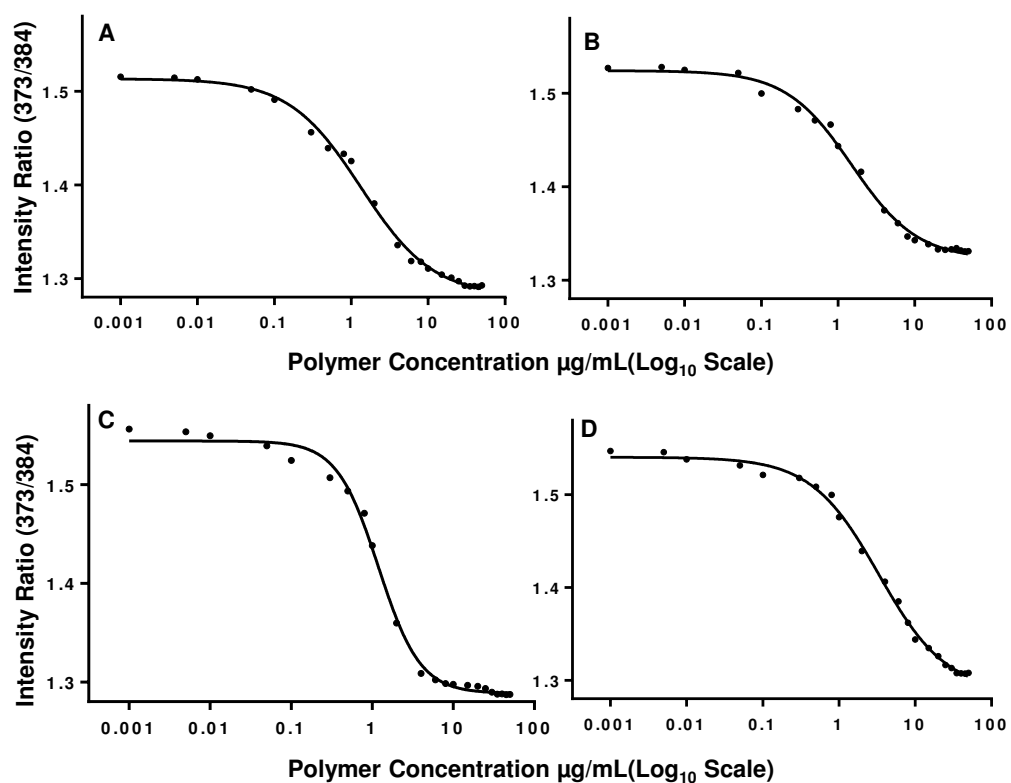 A
B
Intensity Ratio (373/384)
1.5
1.4
1.3
1.5
1.4
1.3
0.001 0.01 0.1 1 10 100
0.001 0.01 0.1 1 10 100
Polymer Concentration µg/mL(Log₁₀ Scale)
C
D
Intensity Ratio (373/384)
1.5
1.4
1.3
1.5
1.4
1.3
0.001 0.01 0.1 1 10 100
0.001 0.01 0.1 1 10 100
Polymer Concentration µg/mL(Log₁₀ Scale)